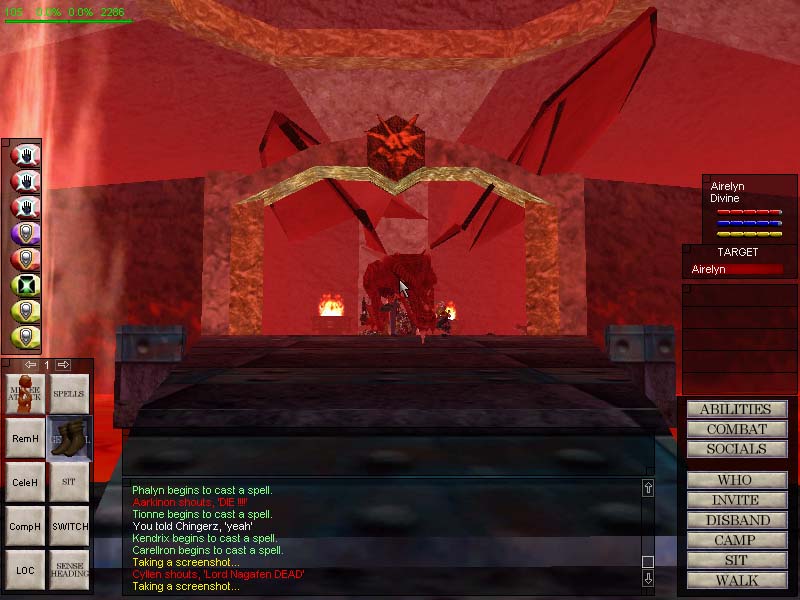 105 0.0% 0.0% 2286
Airelyn
Divine
TARGET
Airelyn
1
SPELLS
RemH
CeleH
SIT
CompH
SWITCH
LOC
SENSE
HEADING
Phalyn begins to cast a spell.
Aarkinon shouts, 'DIE !!!!'
Tionne begins to cast a spell.
You told Chingerz, 'yeah'
Kendrix begins to cast a spell.
Carellron begins to cast a spell.
Taking a screenshot...
Cyllen shouts, 'Lord Nagafen DEAD'
Taking a screenshot...
ABILITIES
COMBAT
SOCIALS
WHO
INVITE
DISBAND
CAMP
SIT
WALK